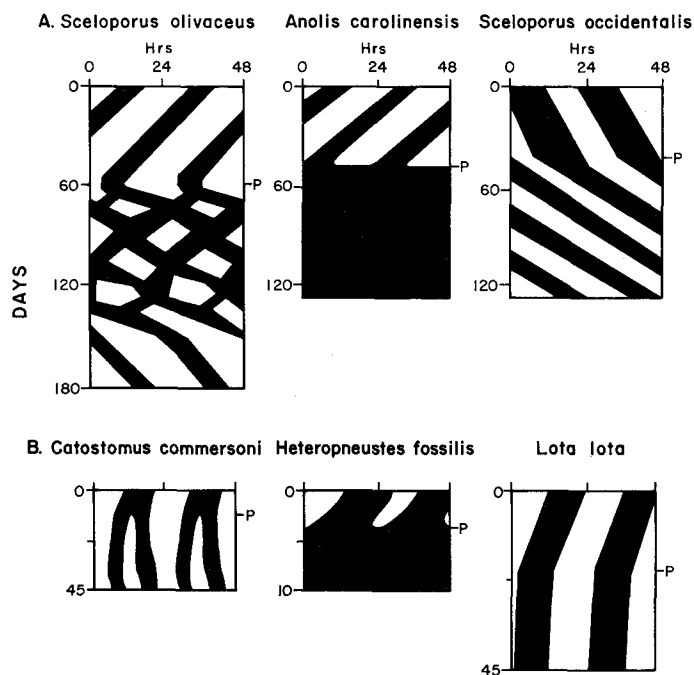 A. Sceloporus olivaceus Anolis carolinensis Sceloporus occidentalis
Hrs Hrs Hrs
0 24 48 0 24 48 0 24 48
0 0 0
P
P
60 P 60 60
DAYS
120 120 120
180
B. Catostomus commersoni Heteropneustes fossilis Lota lota
0 0 0
P P
P
45 10
45